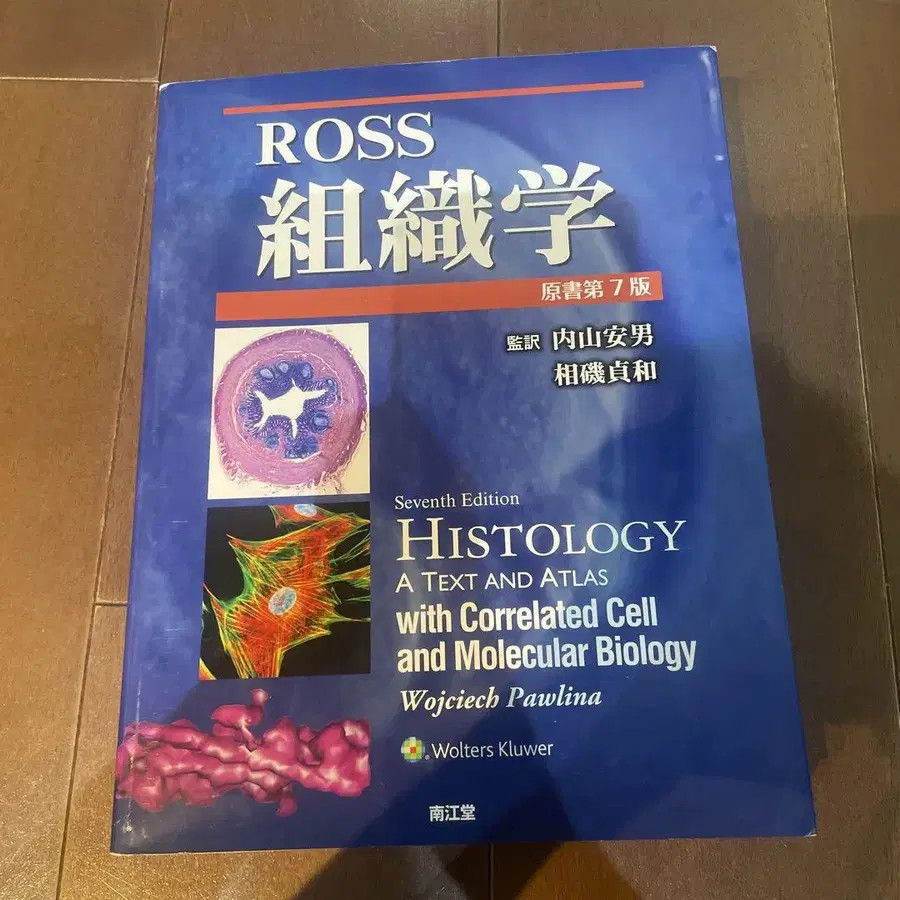 ROSS
組織学
原書第7版
監訳 内山安男
相磯貞和
Seventh Edition
HISTOLOGY
A TEXT AND ATLAS
with Correlated Cell
and Molecular Biology
Wojciech Pawlina
Wolters Kluwer
南江堂